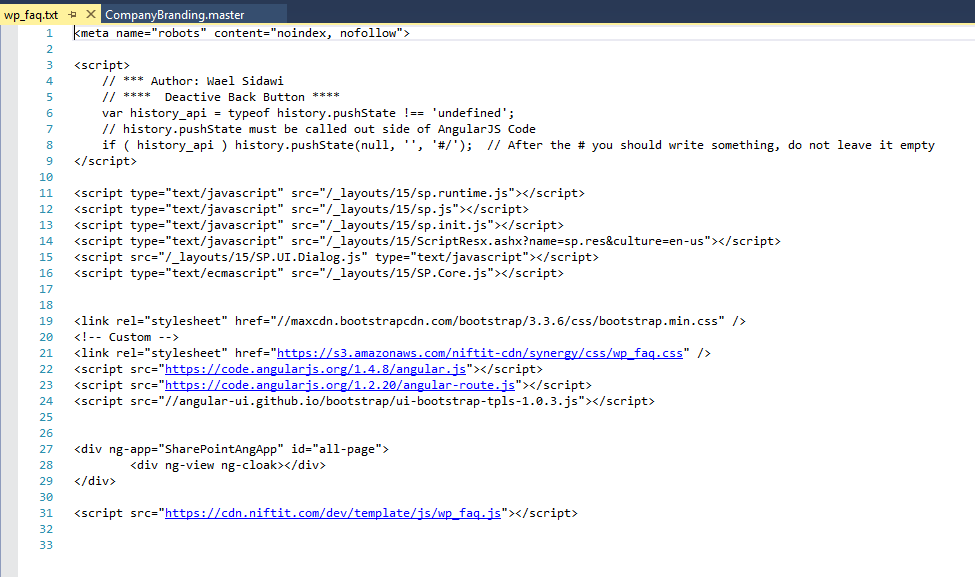 wp_faq.txt CompanyBranding.master
1 <meta name="robots" content="noindex, nofollow">
2
3 <script>
4 // *** Author: Wael Sidawi
5 // **** Deactive Back Button ****
6 var history_api = typeof history.pushState !== 'undefined';
7 // history.pushState must be called out side of AngularJS Code
8 if ( history_api ) history.pushState(null, '', '#/'); // After the # you should write something, do not leave it empty
9 </script>
10
11 <script type="text/javascript" src="/_layouts/15/sp.runtime.js"></script>
12 <script type="text/javascript" src="/_layouts/15/sp.js"></script>
13 <script type="text/javascript" src="/_layouts/15/sp.init.js"></script>
14 <script type="text/javascript" src="/_layouts/15/ScriptResx.ashx?name=sp.res&culture=en-us"></script>
15 <script src="/_layouts/15/SP.UI.Dialog.js" type="text/javascript"></script>
16 <script type="text/ecmascript" src="/_layouts/15/SP.Core.js"></script>
17
18
19 <link rel="stylesheet" href="//maxcdn.bootstrapcdn.com/bootstrap/3.3.6/css/bootstrap.min.css" />
20 <!-- Custom -->
21 <link rel="stylesheet" href="https://s3.amazonaws.com/niftit-cdn/synergy/css/wp_faq.css" />
22 <script src="https://code.angularjs.org/1.4.8/angular.js"></script>
23 <script src="https://code.angularjs.org/1.2.20/angular-route.js"></script>
24 <script src="//angular-ui.github.io/bootstrap/ui-bootstrap-tpls-1.0.3.js"></script>
25
26
27 <div ng-app="SharePointAngApp" id="all-page">
28 <div ng-view ng-cloak></div>
29 </div>
30
31 <script src="https://cdn.niftit.com/dev/template/js/wp_faq.js"></script>
32
33